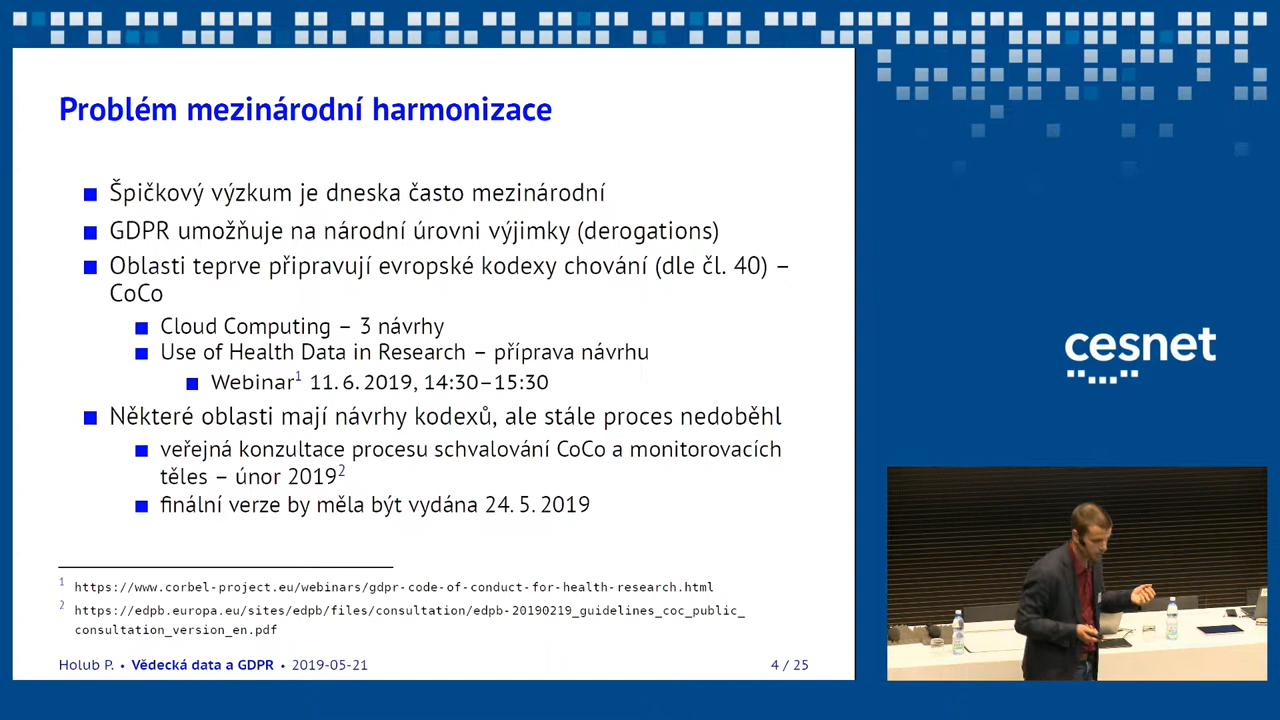 Problém mezinárodní harmonizace
Špičkový výzkum je dneska často mezinárodní
GDPR umožňuje na národní úrovni výjimky (derogations)
Oblasti teprve připravují evropské kodexy chování (dle čl. 40) –
CoCo
Cloud Computing – 3 návrhy
Use of Health Data in Research – příprava návrhu
Webinar1 11. 6. 2019, 14:30–15:30
Některé oblasti mají návrhy kodexů, ale stále proces nedoběhl
veřejná konzultace procesu schvalování CoCo a monitorovacích
těles – únor 20192
finální verze by měla být vydána 24. 5. 2019
1 https://www.corbel-project.eu/webinars/gdpr-code-of-conduct-for-health-research.html
2 https://edpb.europa.eu/sites/edpb/files/consultation/edpb-20190219_guidelines_coc_public_
consultation_version_en.pdf
Holub P. • Vědecká data a GDPR • 2019-05-21 4 / 25
cesnet